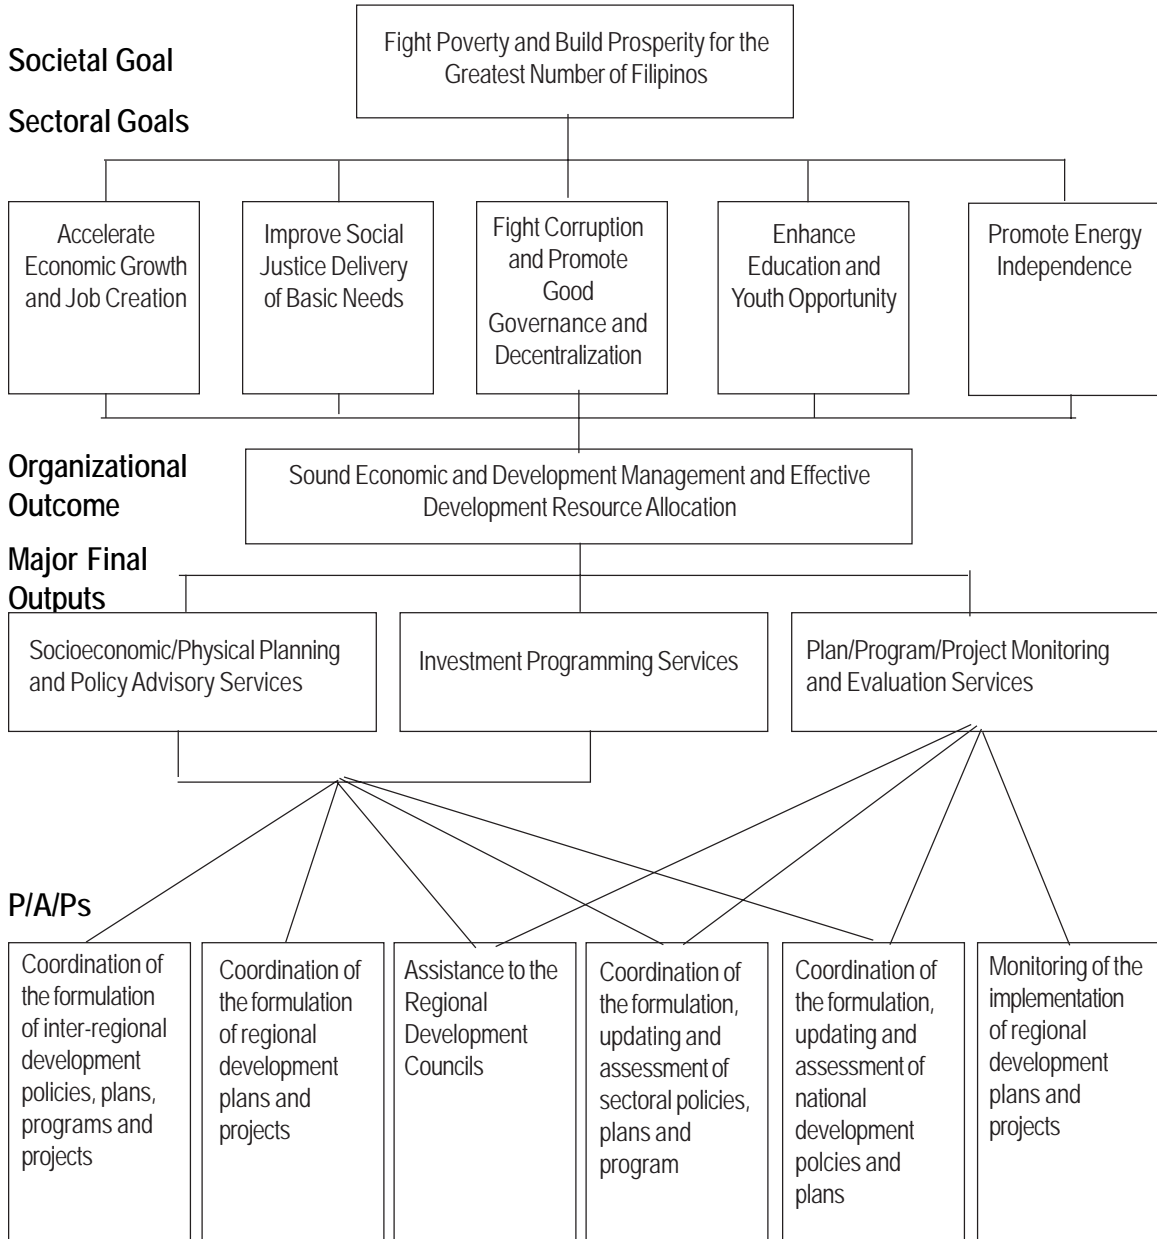 Societal Goal
Fight Poverty and Build Prosperity for the
Greatest Number of Filipinos
Sectoral Goals
Accelerate
Economic Growth
and Job Creation
Improve Social
Justice Delivery
of Basic Needs
Fight Corruption
and Promote
Good
Governance and
Decentralization
Enhance
Education and
Youth Opportunity
Promote Energy
Independence
Organizational
Outcome
Sound Economic and Development Management and Effective
Development Resource Allocation
Major Final
Outputs
Socioeconomic/Physical Planning
and Policy Advisory Services
Investment Programming Services
Plan/Program/Project Monitoring
and Evaluation Services
P/A/Ps
Coordination of
the formulation
of inter-regional
development
policies, plans,
programs and
projects
Coordination of
the formulation
of regional
development
plans and
projects
Assistance to the
Regional
Development
Councils
Coordination of
the formulation,
updating and
assessment of
sectoral policies,
plans and
program
Coordination of
the formulation,
updating and
assessment of
national
development
polcies and
plans
Monitoring of the
implementation
of regional
development
plans and
projects